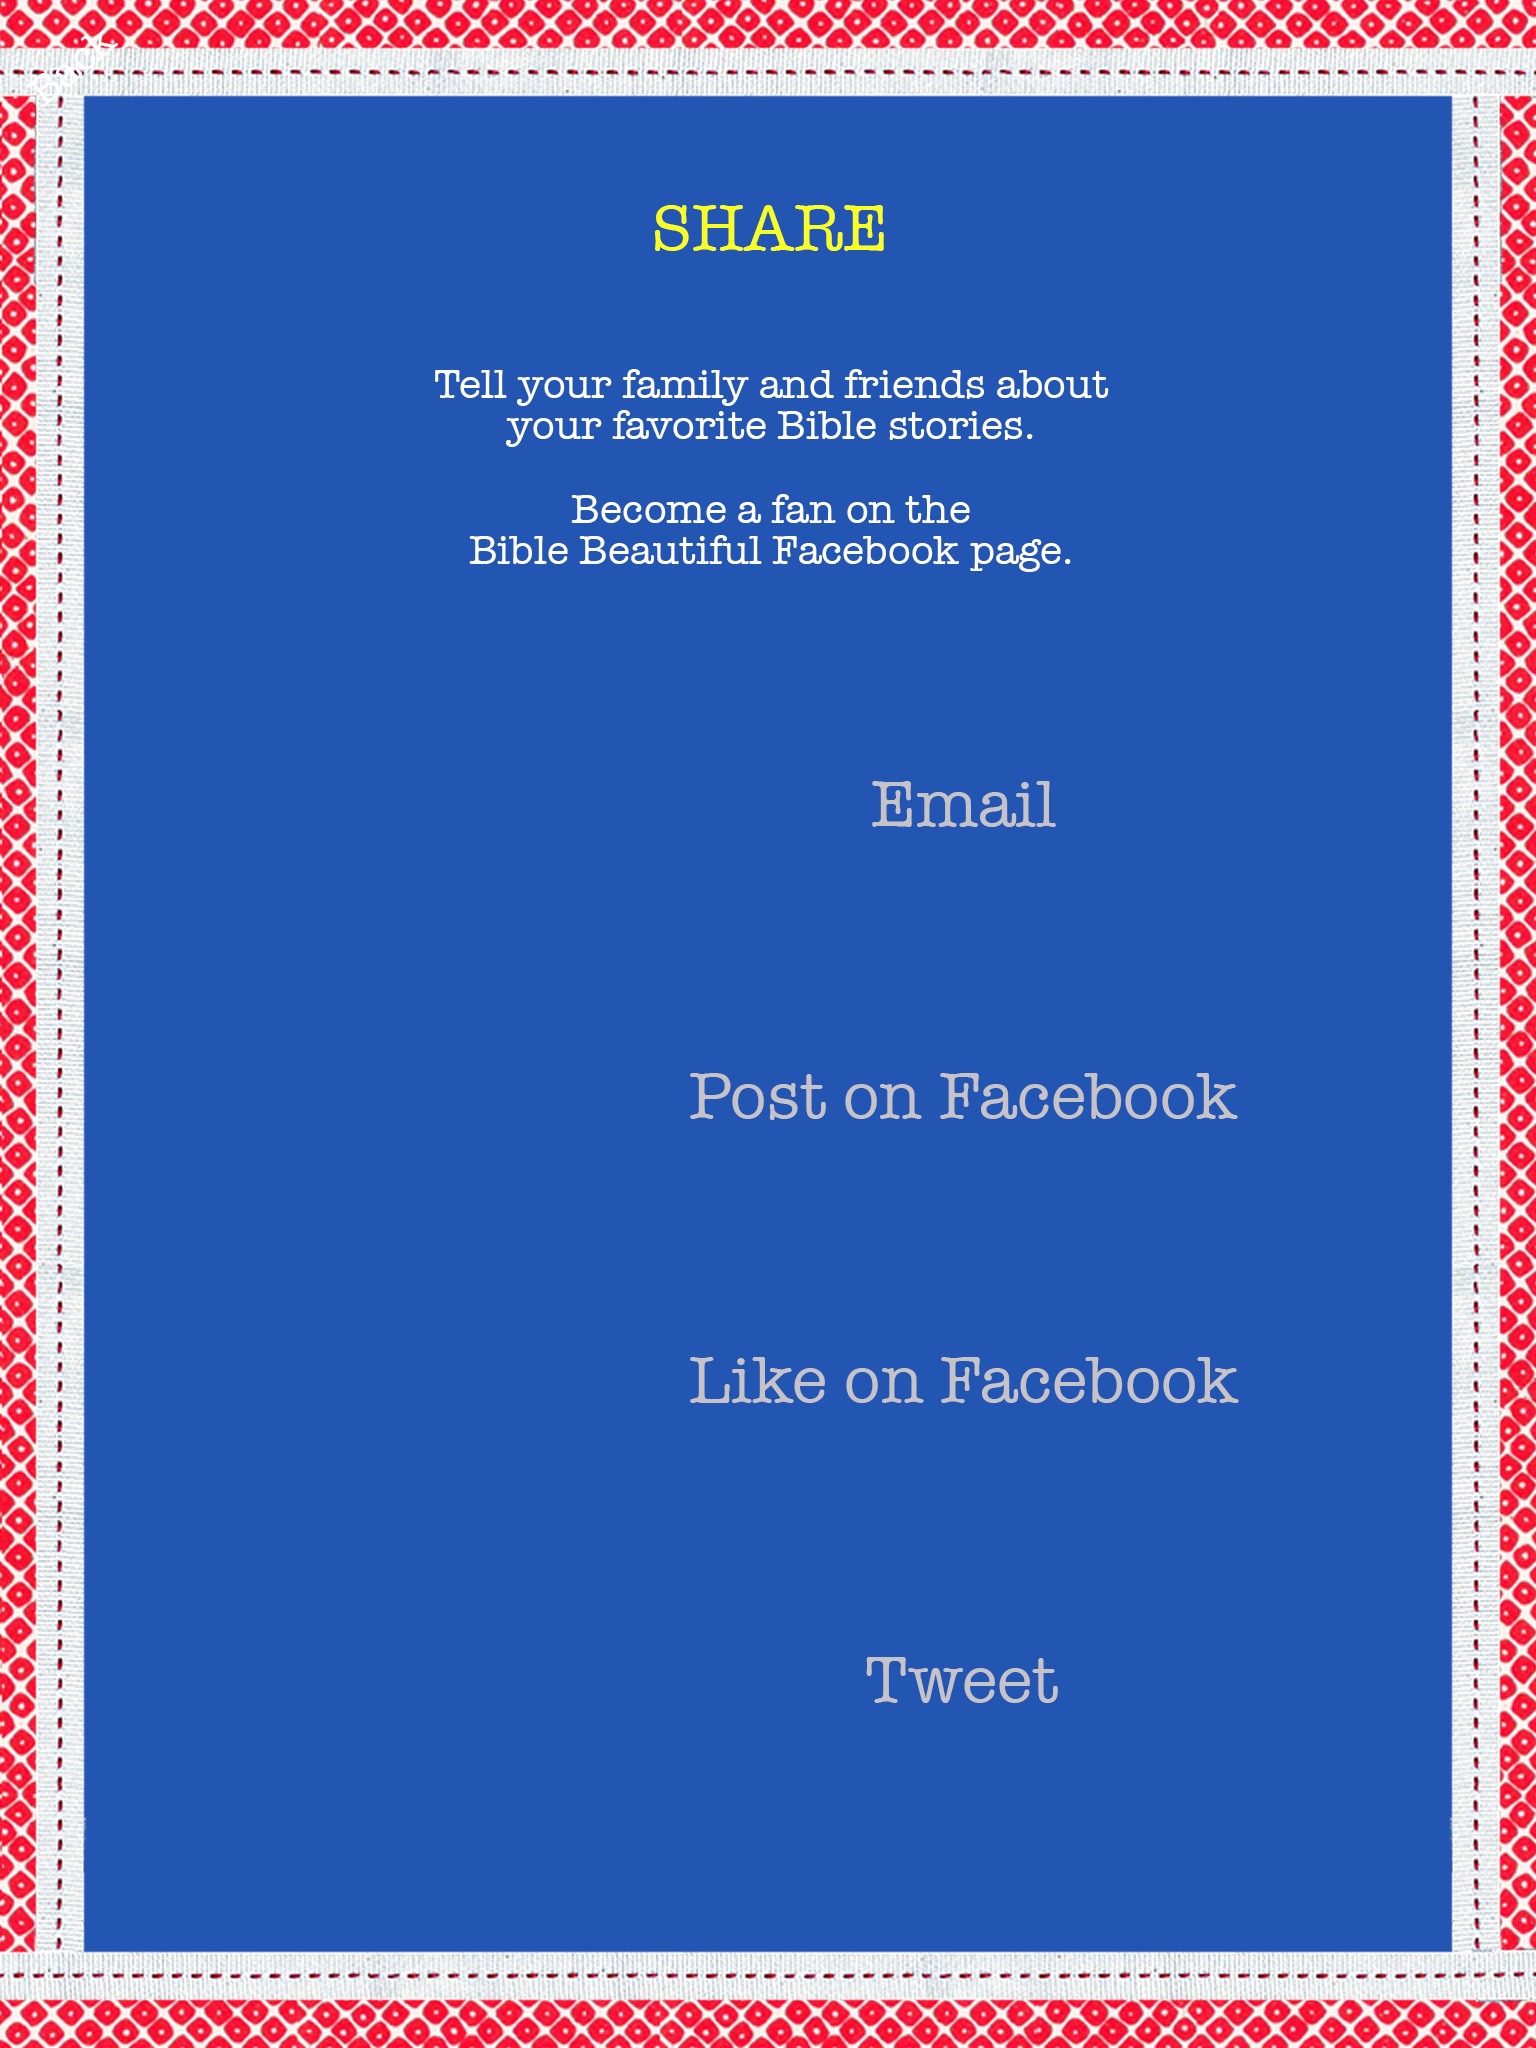 SHARE
Tell your family and friends about
your favorite Bible stories.
Become a fan on the
Bible Beautiful Facebook page.
Email
Post on Facebook
Like on Facebook
Tweet